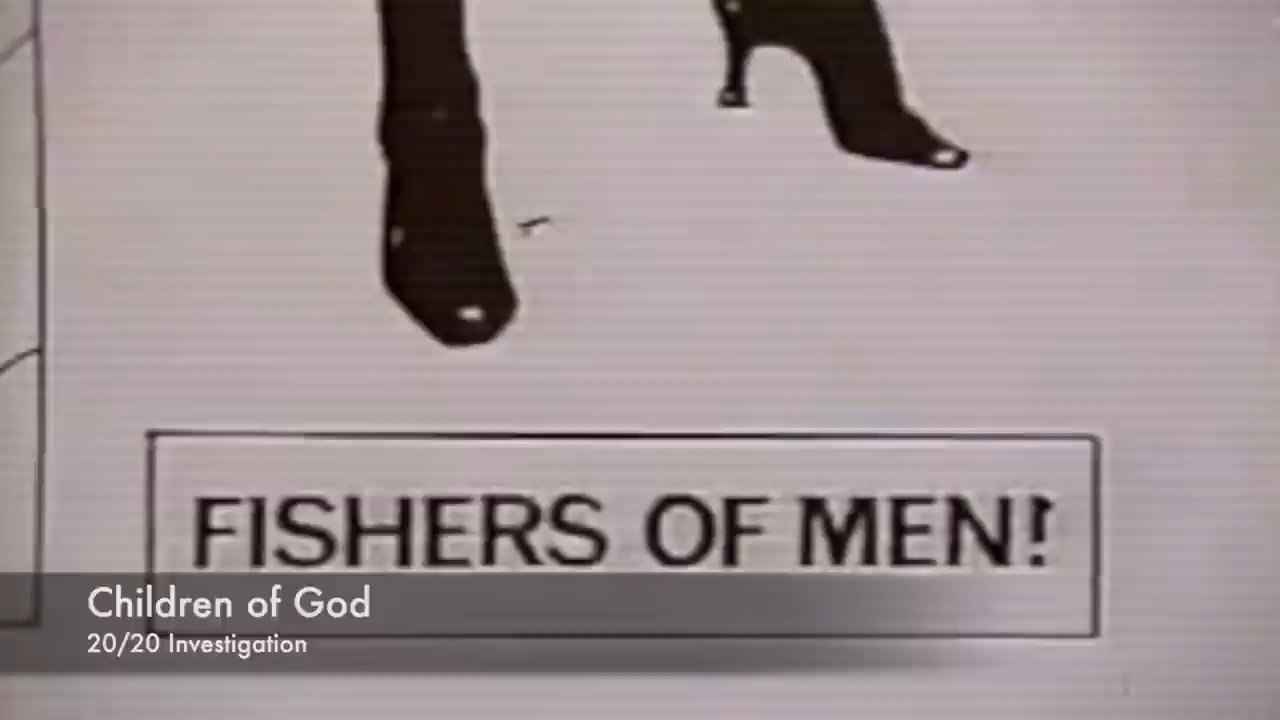 FISHERS OF MEN!
Children of God
20/20 Investigation